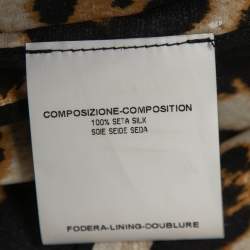 COMPOSIZIONE-COMPOSITION
100% SETA SILK
SOIE SEIDE SEDA
FODERA-LINING-DOUBLURE